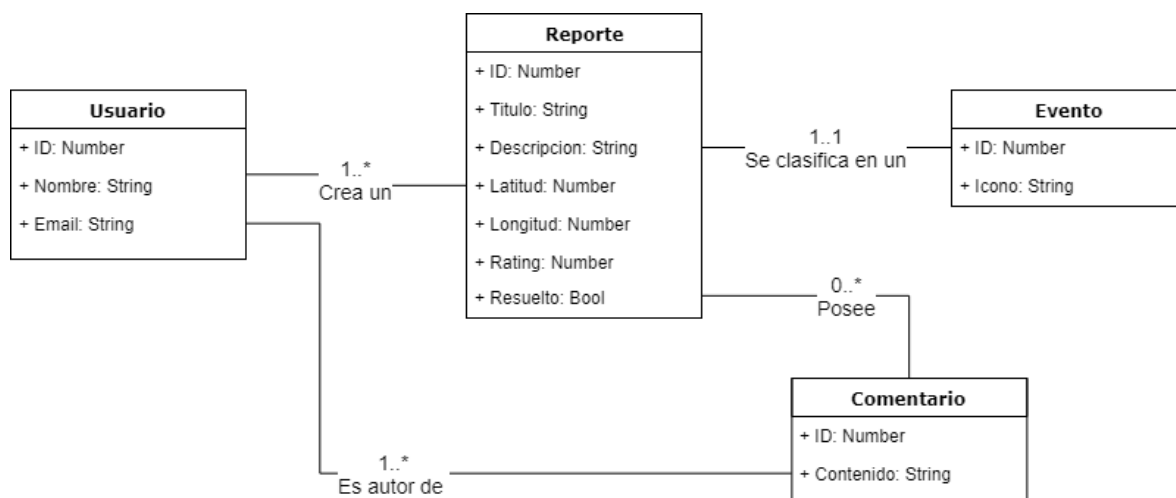 Usuario
+ ID: Number
+ Nombre: String
+ Email: String
1..*
Crea un
Reporte
+ ID: Number
+ Titulo: String
+ Descripcion: String
+ Latitud: Number
+ Longitud: Number
+ Rating: Number
+ Resuelto: Bool
1..1
Se clasifica en un
Evento
+ ID: Number
+ Icono: String
0..*
Posee
Comentario
+ ID: Number
+ Contenido: String
1..*
Es autor de